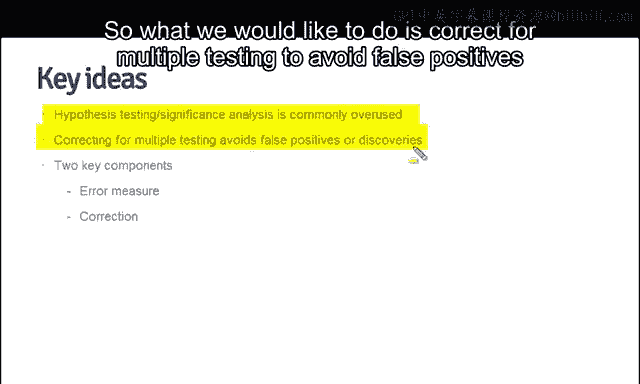 So what we would like to do is correct for
multiple testing to avoid false positives
Key ideas
Hypothesis testing/significance analysis is commonly overused
Correcting for multiple testing avoids false positives or discoveries
Two key components
- Error measure
- Correction